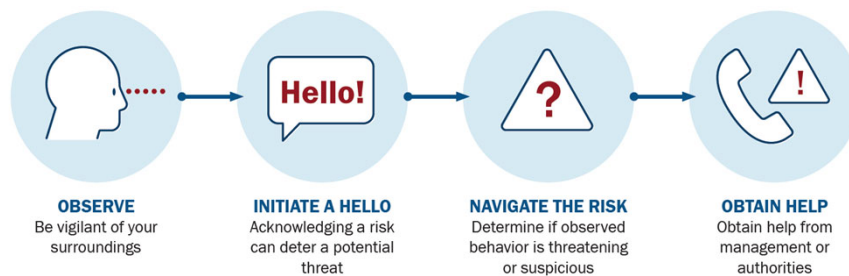 Hello!
?
!
OBSERVE
Be vigilant of your
surroundings
INITIATE A HELLO
Acknowledging a risk
can deter a potential
threat
NAVIGATE THE RISK
Determine if observed
behavior is threatening
or suspicious
OBTAIN HELP
Obtain help from
management or
authorities